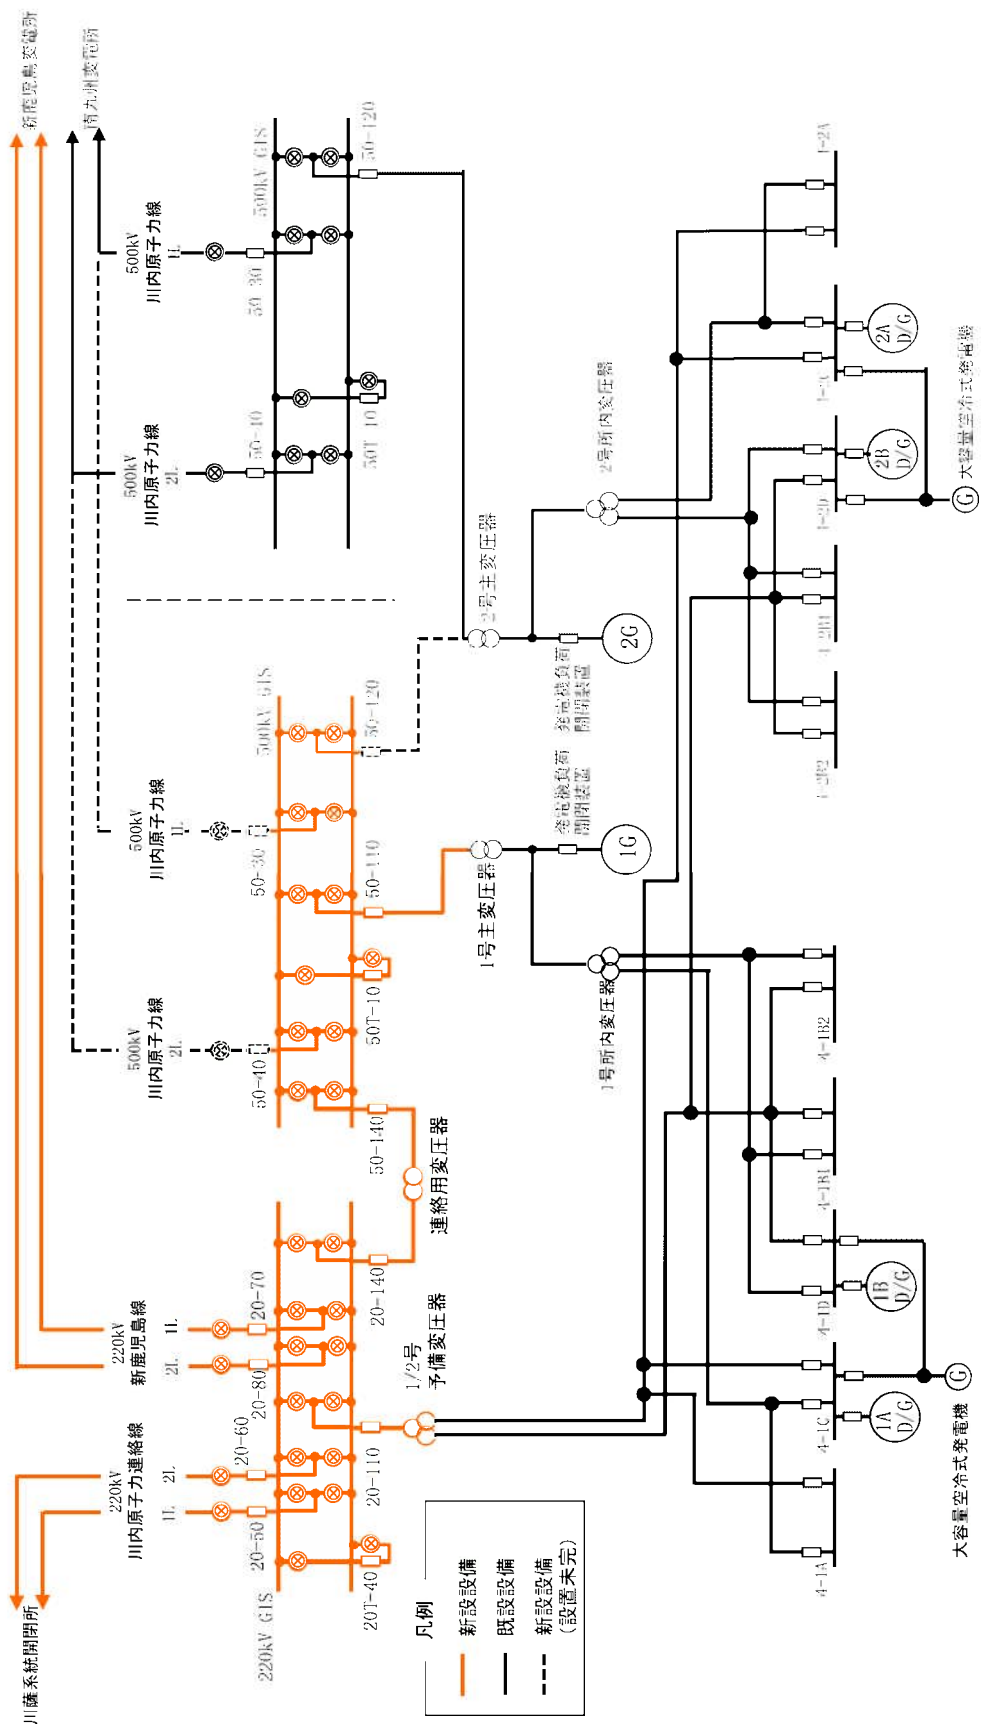 川薩系統開閉所
新鹿児島変電所
南九州変電所
220kV
川内原子力連絡線
1L
2L
220kV
新鹿児島線
2L
1L
500kV
川内原子力線
2L
500kV
川内原子力線
1L
500kV
川内原子力線
2L
500kV
川内原子力線
1L
220kV GIS
20-50
20-60
20-80
20-70
20T-40
20-110
20-140
1/2号
予備変圧器
連絡用変圧器
500kV GIS
50-40
50-30
50-140
50T-10
50-110
50-120
500kV GIS
50-10
50-30
50T-10
50-120
1号主変圧器
2号主変圧器
発電機負荷
開閉装置
発電機負荷
開閉装置
1G
2G
1号所内変圧器
2号所内変圧器
4-1A
4-1C
4-1D
4-1B1
4-1B2
1A
D/G
1B
D/G
2B
D/G
2A
D/G
G
大容量空冷式発電機
G
大容量空冷式発電機
凡例
新設設備
既設設備
新設設備
(設置未完)